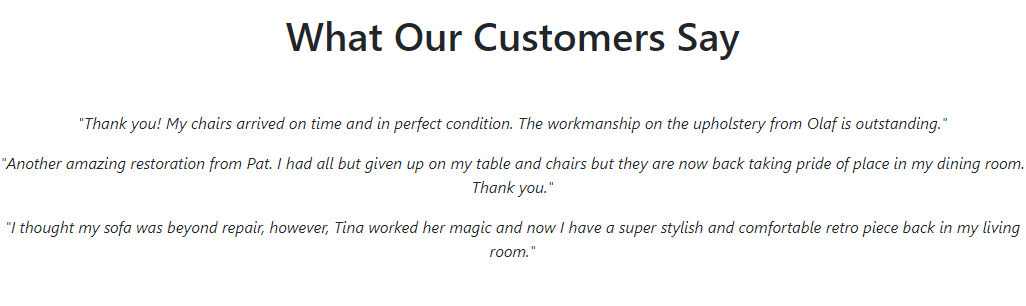 What Our Customers Say
"Thank you! My chairs arrived on time and in perfect condition. The workmanship on the upholstery from Olaf is outstanding."
"Another amazing restoration from Pat. I had all but given up on my table and chairs but they are now back taking pride of place in my dining room.
Thank you."
"I thought my sofa was beyond repair, however, Tina worked her magic and now I have a super stylish and comfortable retro piece back in my living
room."